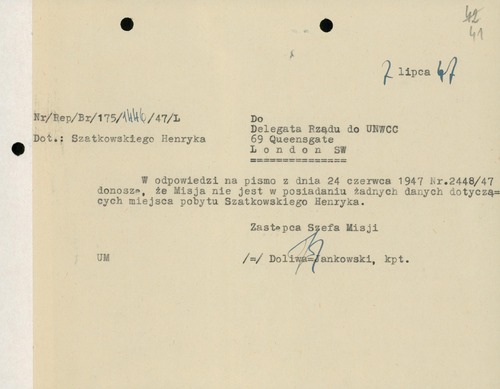 42
41
7 lipca 47
Nr/Rep/Br/175/1446/47/L
Dot.: Szatkowskiego Henryka
Do
Delegata Rządu do UNWCC
69 Queensgate
London SW
===============
W odpowiedzi na pismo z dnia 24 czerwca 1947 Nr.2448/47
donoszę, że Misja nie jest w posiadaniu żadnych danych dotyczą=
cych miejsca pobytu Szatkowskiego Henryka.
Zastępca Szefa Misji
UM
/=/ Doliwa=Jankowski, kpt.